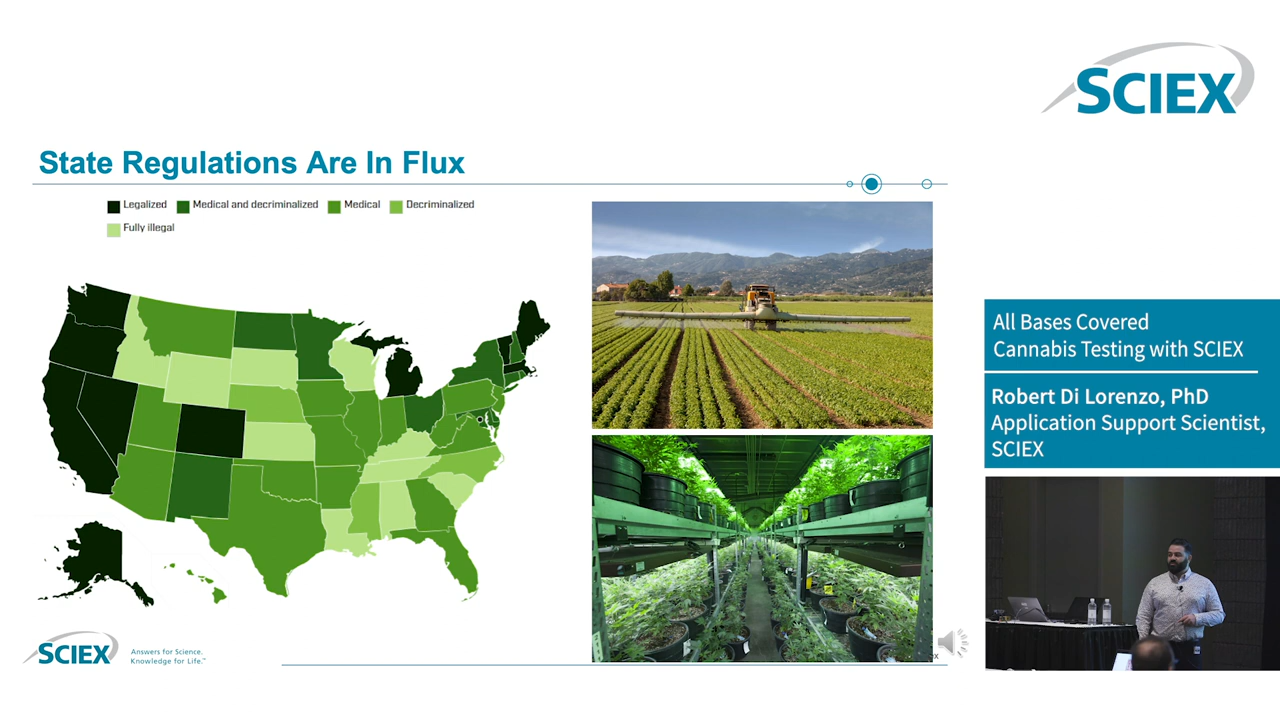 SCIEX
State Regulations Are In Flux
Legalized Medical and decriminalized Medical Decriminalized
Fully illegal
All Bases Covered
Cannabis Testing with SCIEX
Robert Di Lorenzo, PhD
Application Support Scientist,
SCIEX
SCIEX
Answers for Science.
Knowledge for Life.™